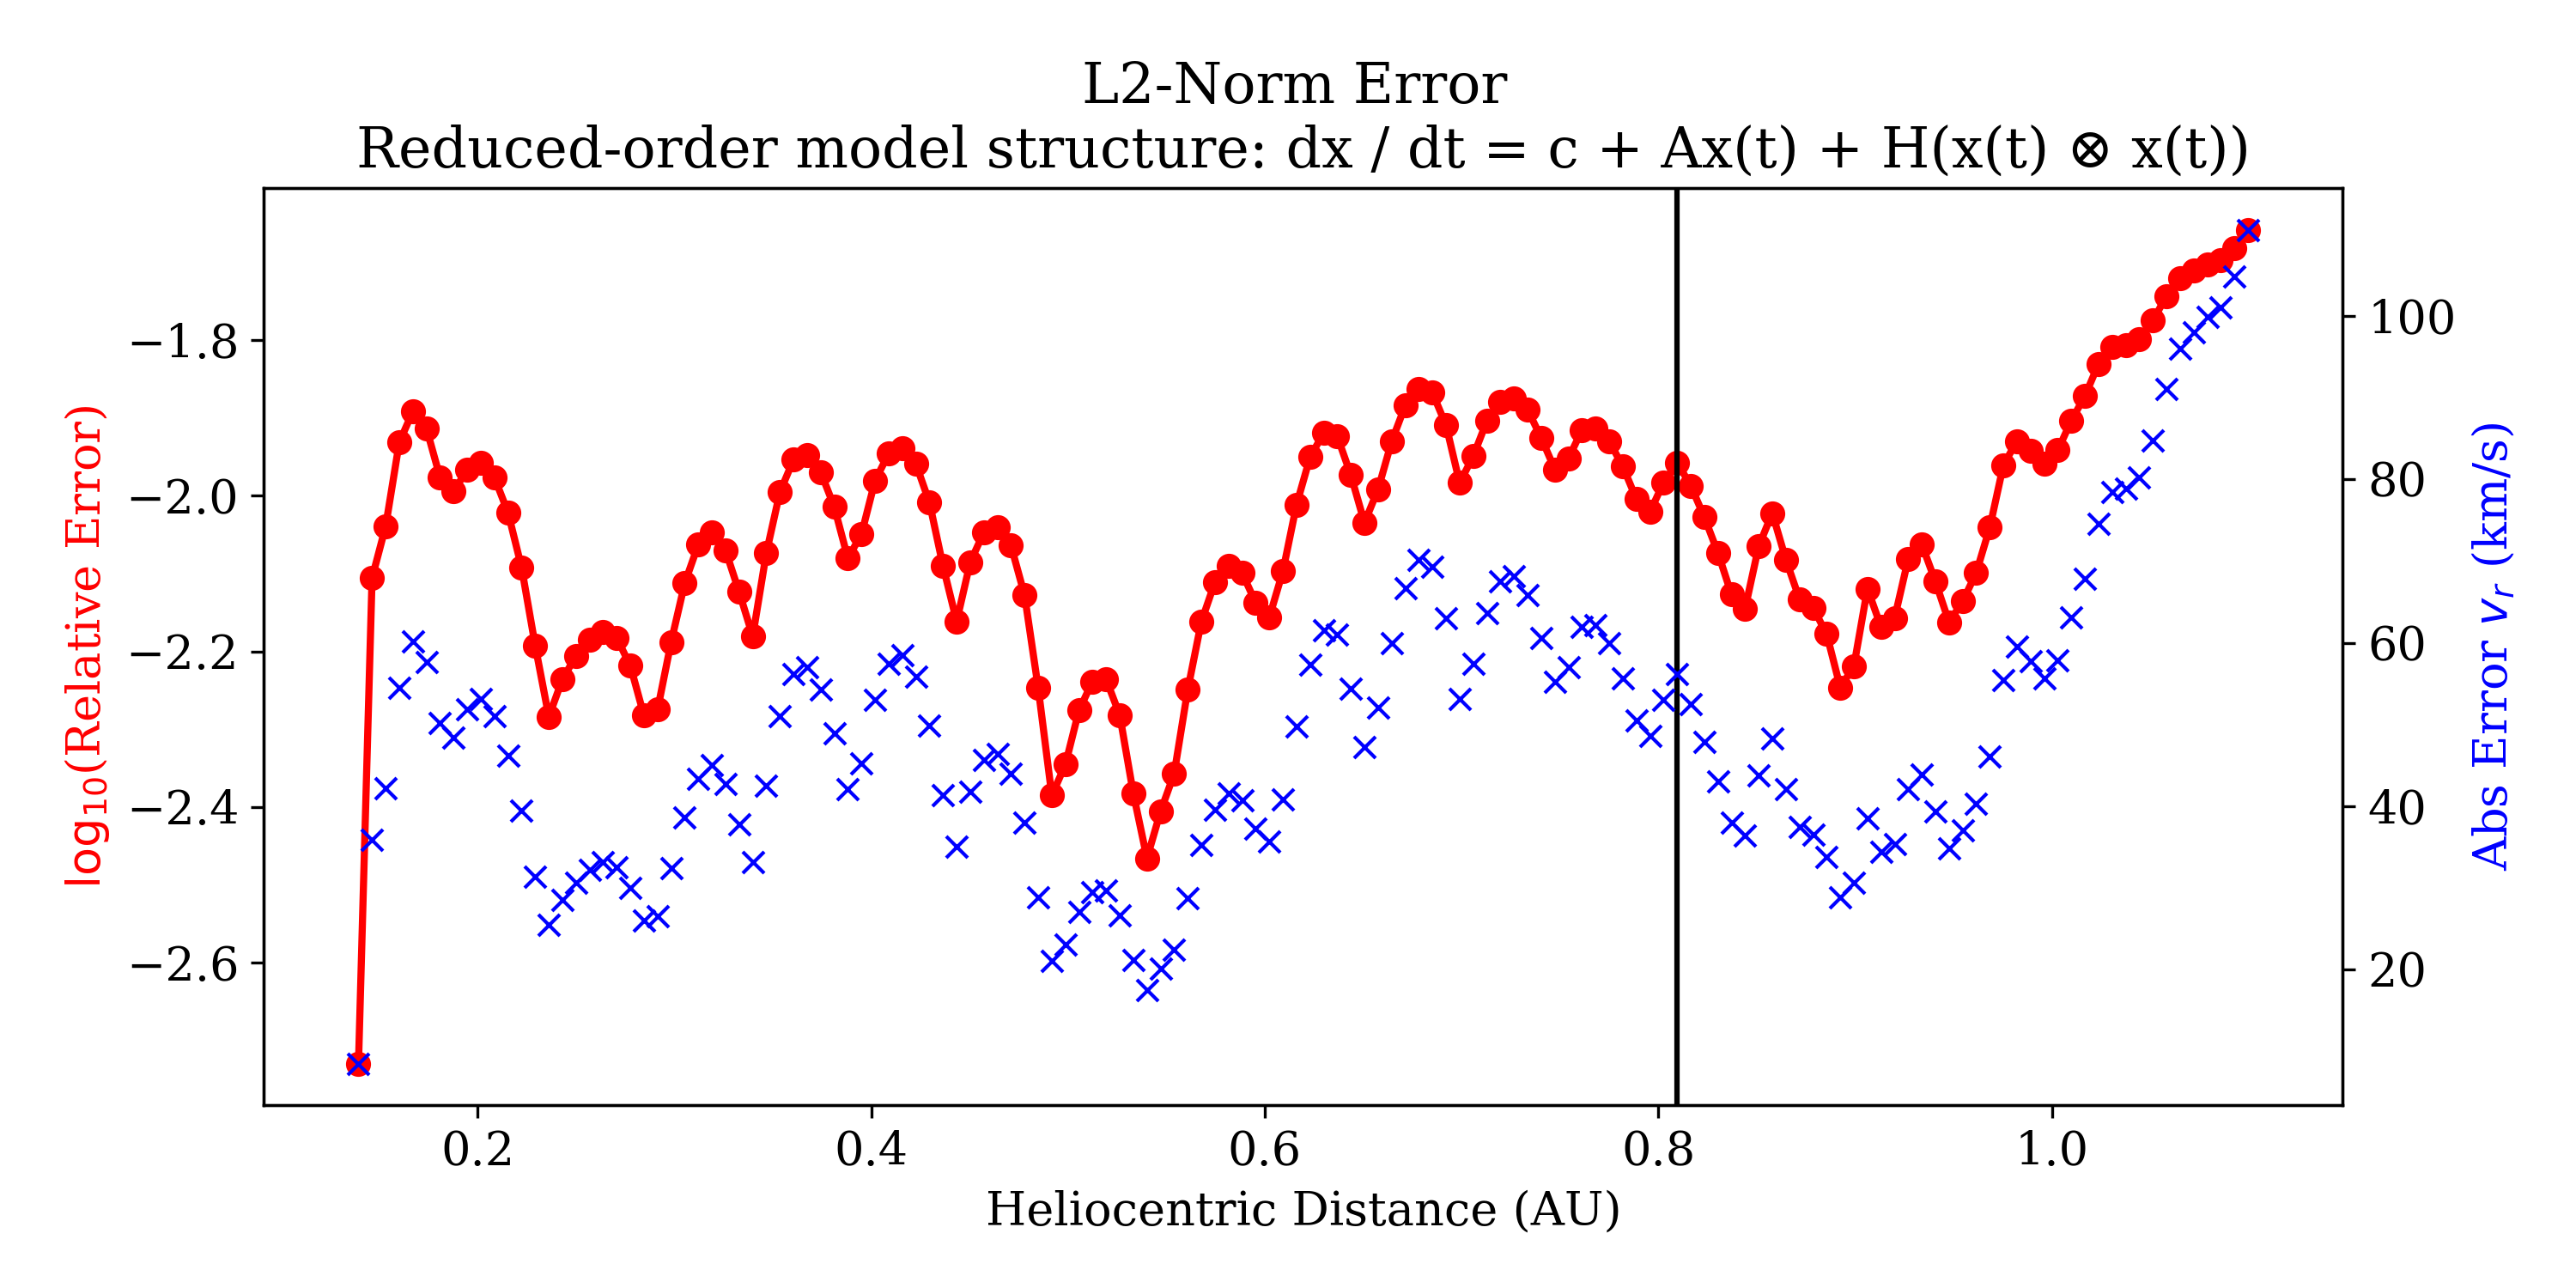 L2-Norm Error
Reduced-order model structure: dx / dt = c + Ax(t) + H(x(t) ⊗ x(t))
log₁₀(Relative Error)
−1.8
−2.0
−2.2
−2.4
−2.6
100
80
60
40
20
Abs Error vᵣ (km/s)
0.2 0.4 0.6 0.8 1.0
Heliocentric Distance (AU)